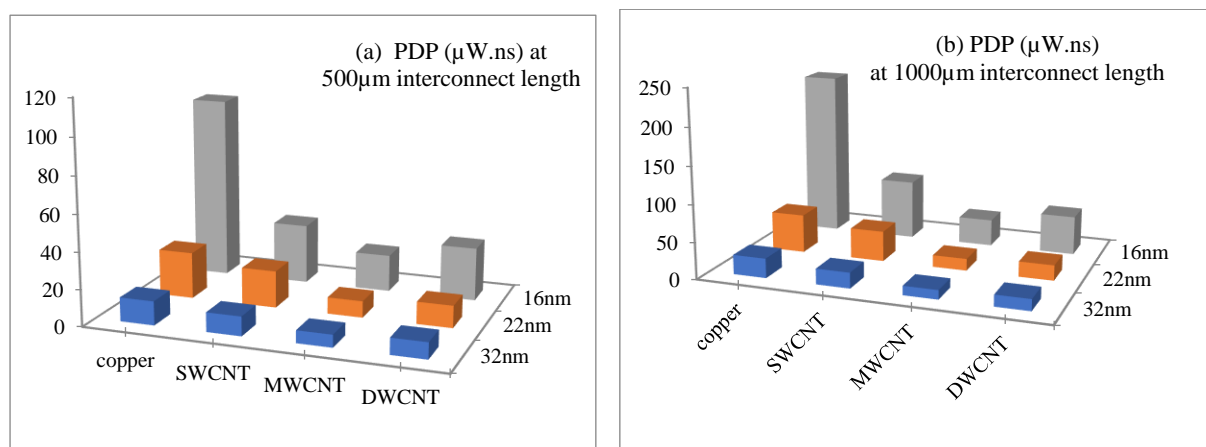 (a) PDP (µW.ns) at
500µm interconnect length
120
100
80
60
40
20
0
copper
SWCNT
MWCNT
DWCNT
16nm
22nm
32nm
(b) PDP (µW.ns)
at 1000µm interconnect length
250
200
150
100
50
0
copper
SWCNT
MWCNT
DWCNT
16nm
22nm
32nm